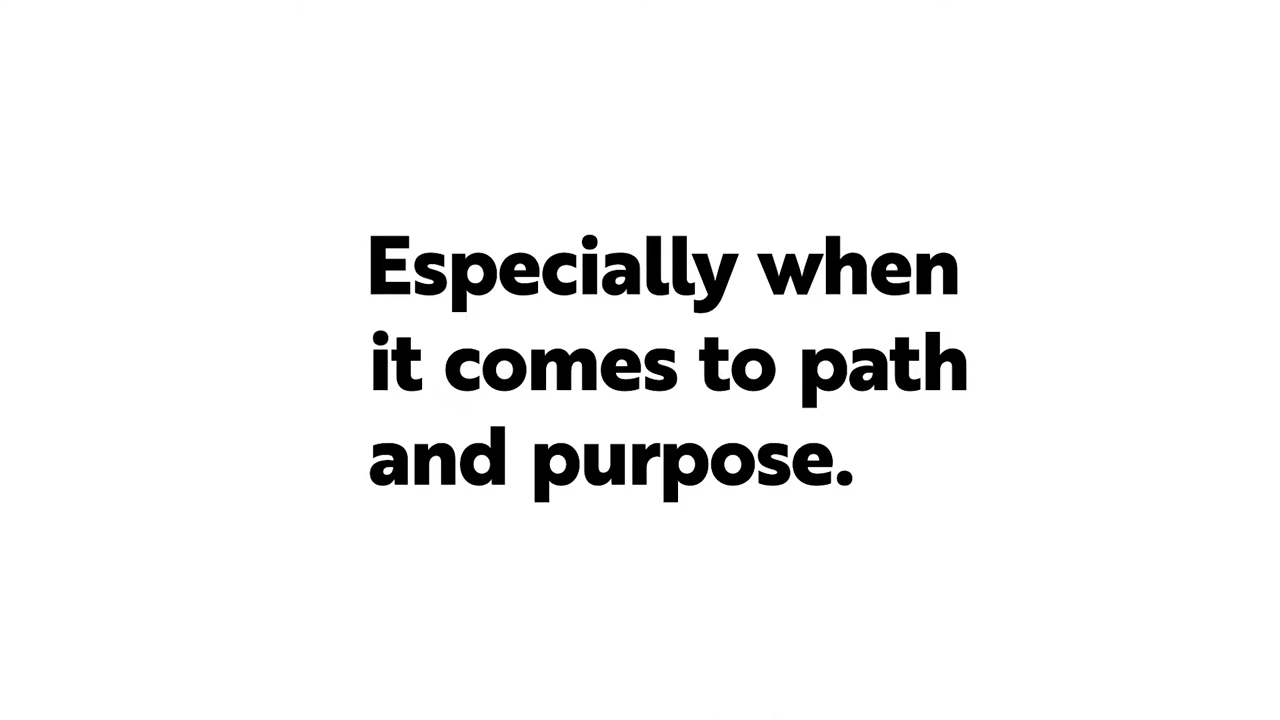 Especially when
it comes to path
and purpose.